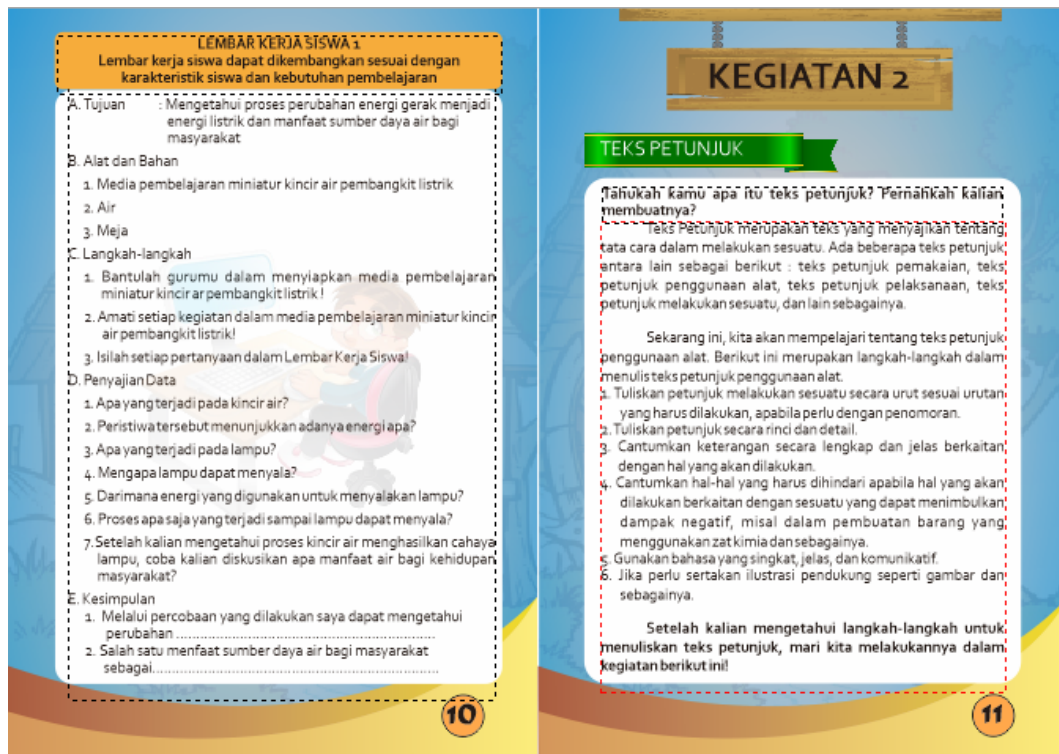 LEMBAR KERJA SISWA 1
Lembar kerja siswa dapat dikembangkan sesuai dengan
karakteristik siswa dan kebutuhan pembelajaran
A. Tujuan : Mengetahui proses perubahan energi gerak menjadi
energi listrik dan manfaat sumber daya air bagi
masyarakat
B. Alat dan Bahan
1. Media pembelajaran miniatur kincir air pembangkit listrik
2. Air
3. Meja
C. Langkah-langkah
1. Bantulah gurumu dalam menyiapkan media pembelajaran
miniatur kincir ar pembangkit listrik !
2. Amati setiap kegiatan dalam media pembelajaran miniatur kincir
air pembangkit listrik!
3. Isilah setiap pertanyaan dalam Lembar Kerja Siswa!
D. Penyajian Data
1. Apa yang terjadi pada kincir air?
2. Peristiwa tersebut menunjukkan adanya energi apa?
3. Apa yang terjadi pada lampu?
4. Mengapa lampu dapat menyala?
5. Darimana energi yang digunakan untuk menyalakan lampu?
6. Proses apa saja yang terjadi sampai lampu dapat menyala?
7. Setelah kalian mengetahui proses kincir air menghasilkan cahaya
lampu, coba kalian diskusikan apa manfaat air bagi kehidupan
masyarakat?
E. Kesimpulan
1. Melalui percobaan yang dilakukan saya dapat mengetahui
perubahan ..................................................................
2. Salah satu menfaat sumber daya air bagi masyarakat
sebagai.........................................................................
10
KEGIATAN 2
TEKS PETUNJUK
Tahukah kamu apa itu teks petunjuk? Pernahkah kalian
membuatnya?
Teks Petunjuk merupakan teks yang menyajikan tentang
tata cara dalam melakukan sesuatu. Ada beberapa teks petunjuk
antara lain sebagai berikut : teks petunjuk pemakaian, teks
petunjuk penggunaan alat, teks petunjuk pelaksanaan, teks
petunjuk melakukan sesuatu, dan lain sebagainya.
Sekarang ini, kita akan mempelajari tentang teks petunjuk
penggunaan alat. Berikut ini merupakan langkah-langkah dalam
menulis teks petunjuk penggunaan alat.
1. Tuliskan petunjuk melakukan sesuatu secara urut sesuai urutan
yang harus dilakukan, apabila perlu dengan penomoran.
2. Tuliskan petunjuk secara rinci dan detail.
3. Cantumkan keterangan secara lengkap dan jelas berkaitan
dengan hal yang akan dilakukan.
4. Cantumkan hal-hal yang harus dihindari apabila hal yang akan
dilakukan berkaitan dengan sesuatu yang dapat menimbulkan
dampak negatif, misal dalam pembuatan barang yang
menggunakan zat kimia dan sebagainya.
5. Gunakan bahasa yang singkat, jelas, dan komunikatif.
6. Jika perlu sertakan ilustrasi pendukung seperti gambar dan
sebagainya.
Setelah kalian mengetahui langkah-langkah untuk
menuliskan teks petunjuk, mari kita melakukannya dalam
kegiatan berikut ini!
11